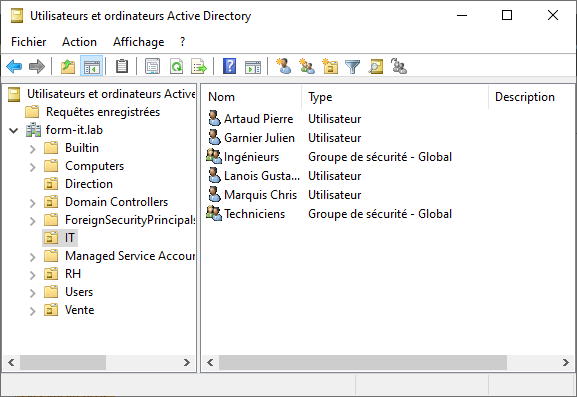 Utilisateurs et ordinateurs Active Directory
Fichier Action Affichage ?
Utilisateurs et ordinateurs Active
Requêtes enregistrées
form-it.lab
Builtin
Computers
Direction
Domain Controllers
ForeignSecurityPrincipals
IT
Managed Service Accour
RH
Users
Vente
Nom Type Description
Artaud Pierre Utilisateur
Garnier Julien Utilisateur
Ingénieurs Groupe de sécurité - Global
Lanois Gusta... Utilisateur
Marquis Chris Utilisateur
Techniciens Groupe de sécurité - Global